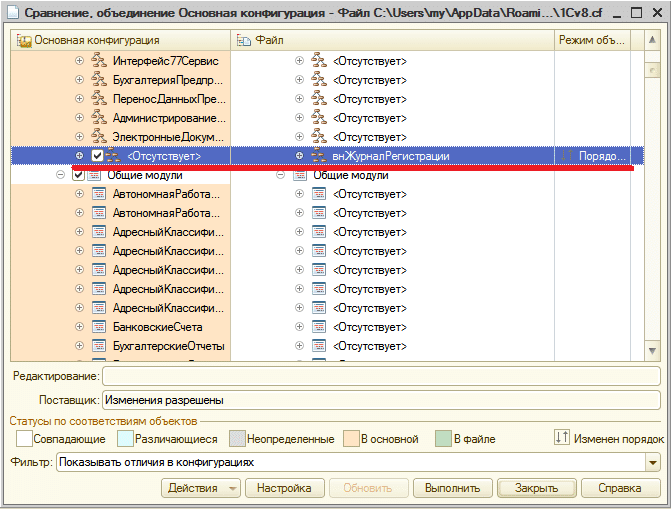 Сравнение, объединение Основная конфигурация - Файл C:\Users\my\AppData\Roami...\1Cv8.cf
Основная конфигурация Файл Режим объ...
Интерфейс77Сервис <Отсутствует>
БухгалтерияПредпр... <Отсутствует>
ПереносДанныхПре... <Отсутствует>
Администрирование... <Отсутствует>
ЭлектронныеДокум... <Отсутствует>
<Отсутствует> внЖурналРегистрации Порядо...
Общие модули Общие модули
АвтономнаяРабота... <Отсутствует>
АвтономнаяРабота... <Отсутствует>
АдресныйКлассифи... <Отсутствует>
АдресныйКлассифи... <Отсутствует>
АдресныйКлассифи... <Отсутствует>
АдресныйКлассифи... <Отсутствует>
АдресныйКлассифи... <Отсутствует>
БанковскиеСчета <Отсутствует>
БухгалтерскиеОтчеты <Отсутствует>
Редактирование:
Поставщик: Изменения разрешены
Статусы по соответствиям объектов
Совпадающие Различающиеся Неопределенные В основной В файле Изменен порядок
Фильтр: Показывать отличия в конфигурациях
Действия Настройка Обновить Выполнить Закрыть Справка